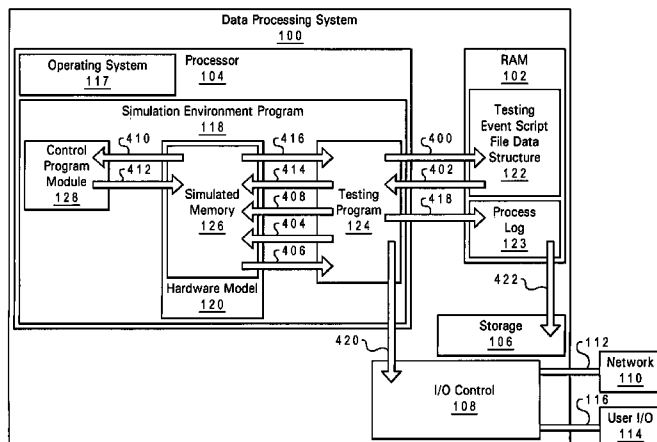 Data Processing System
100
Processor
104
Operating System
117
RAM
102
Simulation Environment Program
118
Control
Program
Module
128
410
412
Simulated
Memory
126
Hardware Model
120
416
414
408
404
406
Testing
Program
124
400
402
418
Testing
Event Script
File Data
Structure
122
Process
Log
123
422
420
Storage
106
I/O Control
108
112
Network
110
116
User I/O
114